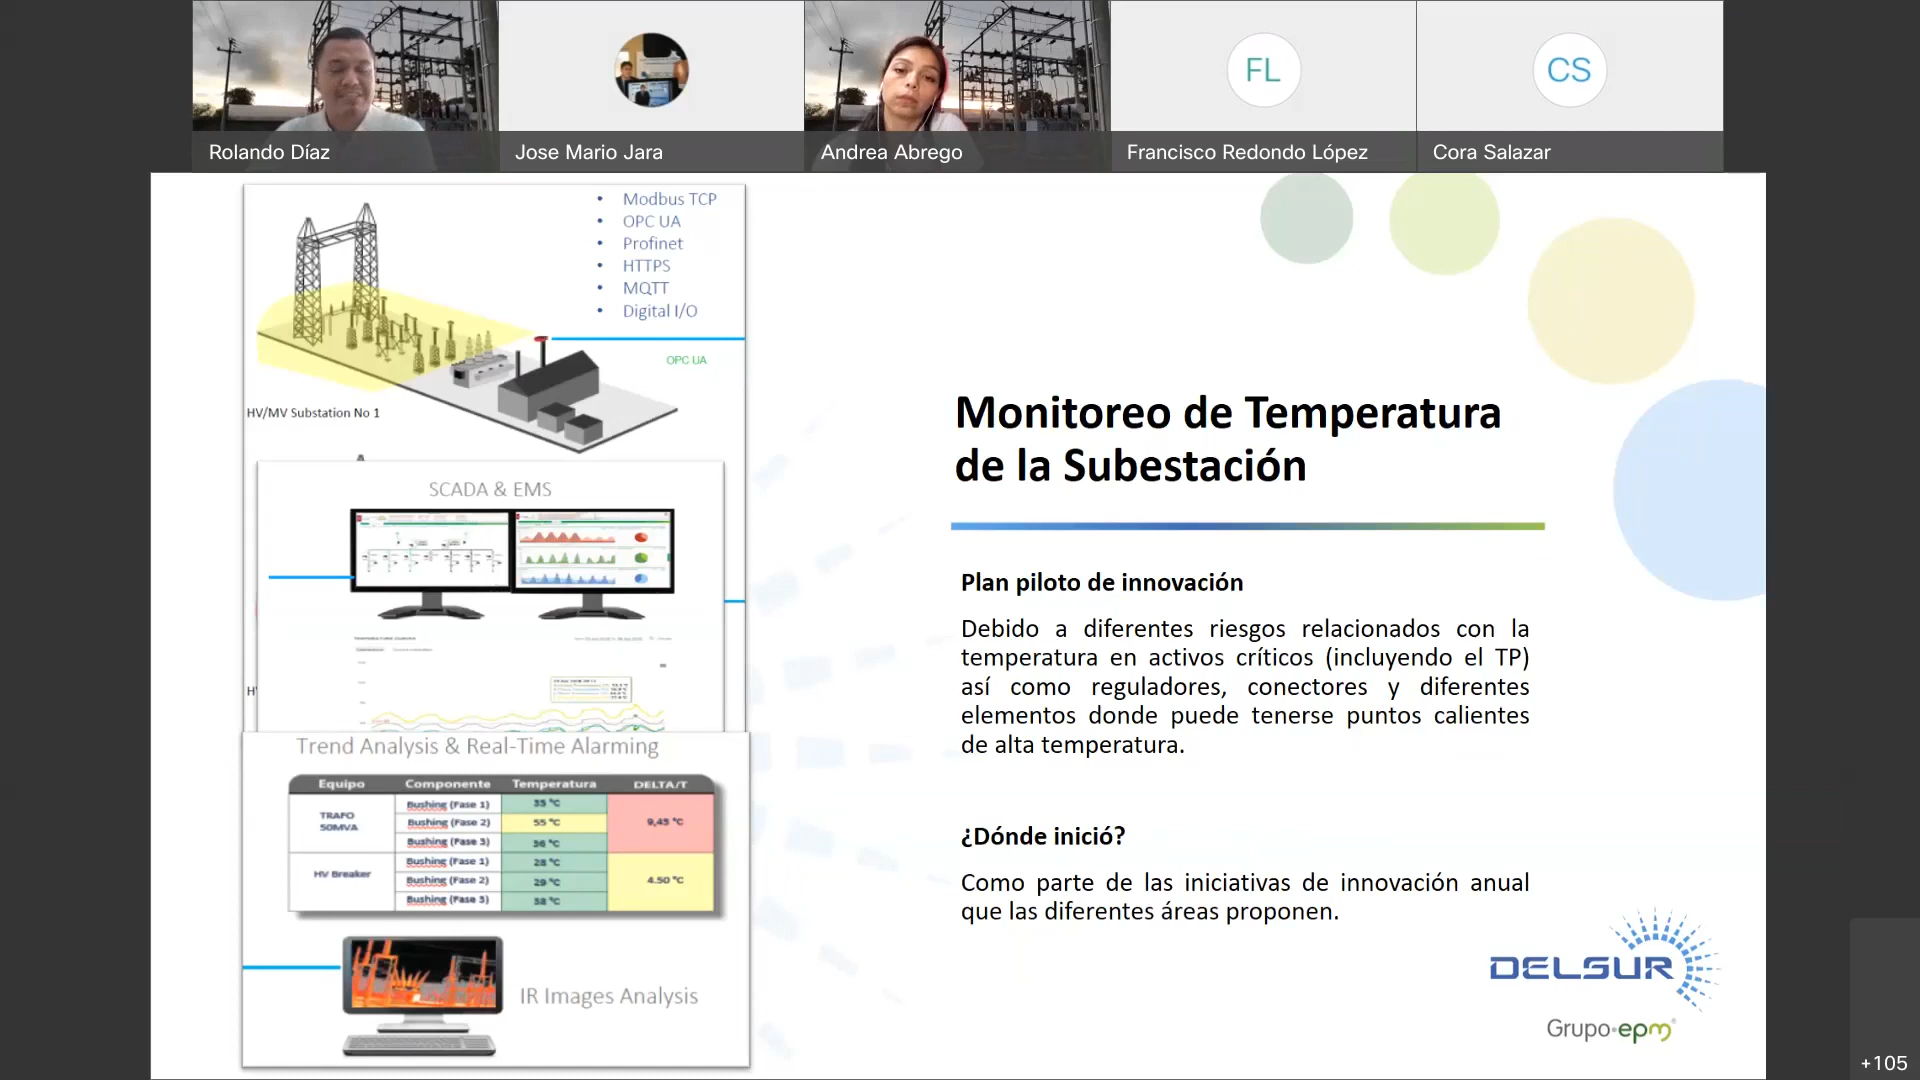 Rolando Díaz
Jose Mario Jara
Andrea Abrego
FL
Francisco Redondo López
CS
Cora Salazar
• Modbus TCP
• OPC UA
• Profinet
• HTTPS
• MQTT
• Digital I/O
OPC UA
HV/MV Substation No 1
SCADA & EMS
Trend Analysis & Real-Time Alarming
Equipo Componente Temperatura DELTA/T
TRAFO 50MVA
Bushing (Fase 1) 35 °C
Bushing (Fase 2) 55 °C 9,45 °C
Bushing (Fase 3) 36 °C
HV Breaker
Bushing (Fase 1) 28 °C
Bushing (Fase 2) 29 °C 4.50 °C
Bushing (Fase 3) 38 °C
IR Images Analysis
Monitoreo de Temperatura
de la Subestación
Plan piloto de innovación
Debido a diferentes riesgos relacionados con la
temperatura en activos críticos (incluyendo el TP)
así como reguladores, conectores y diferentes
elementos donde puede tenerse puntos calientes
de alta temperatura.
¿Dónde inició?
Como parte de las iniciativas de innovación anual
que las diferentes áreas proponen.
DELSUR
Grupo·epm®
+105